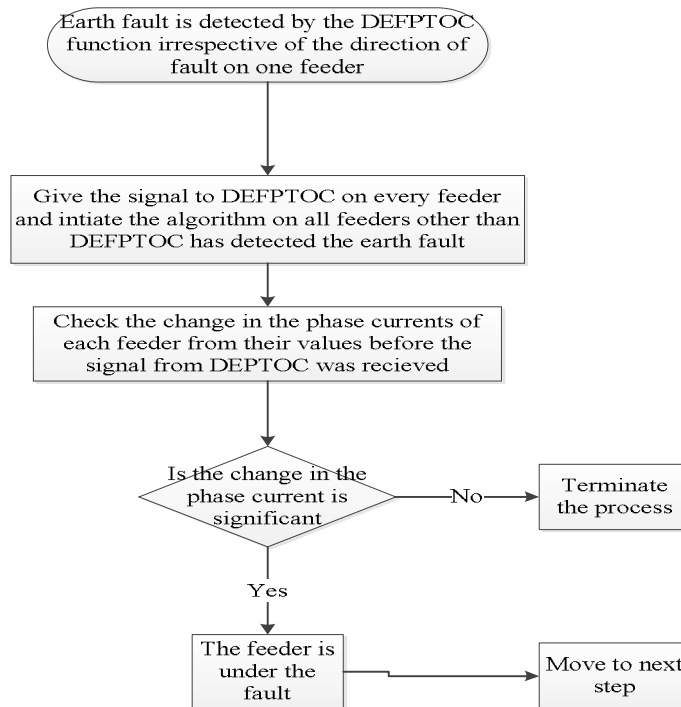 Earth fault is detected by the DEFPTOC
function irrespective of the direction of
fault on one feeder
Give the signal to DEFPTOC on every feeder
and intiate the algorithm on all feeders other than
DEFPTOC has detected the earth fault
Check the change in the phase currents of
each feeder from their values before the
signal from DEPTOC was recieved
Is the change in the
phase current is
significant
No
Terminate
the process
Yes
The feeder is
under the
fault
Move to next
step